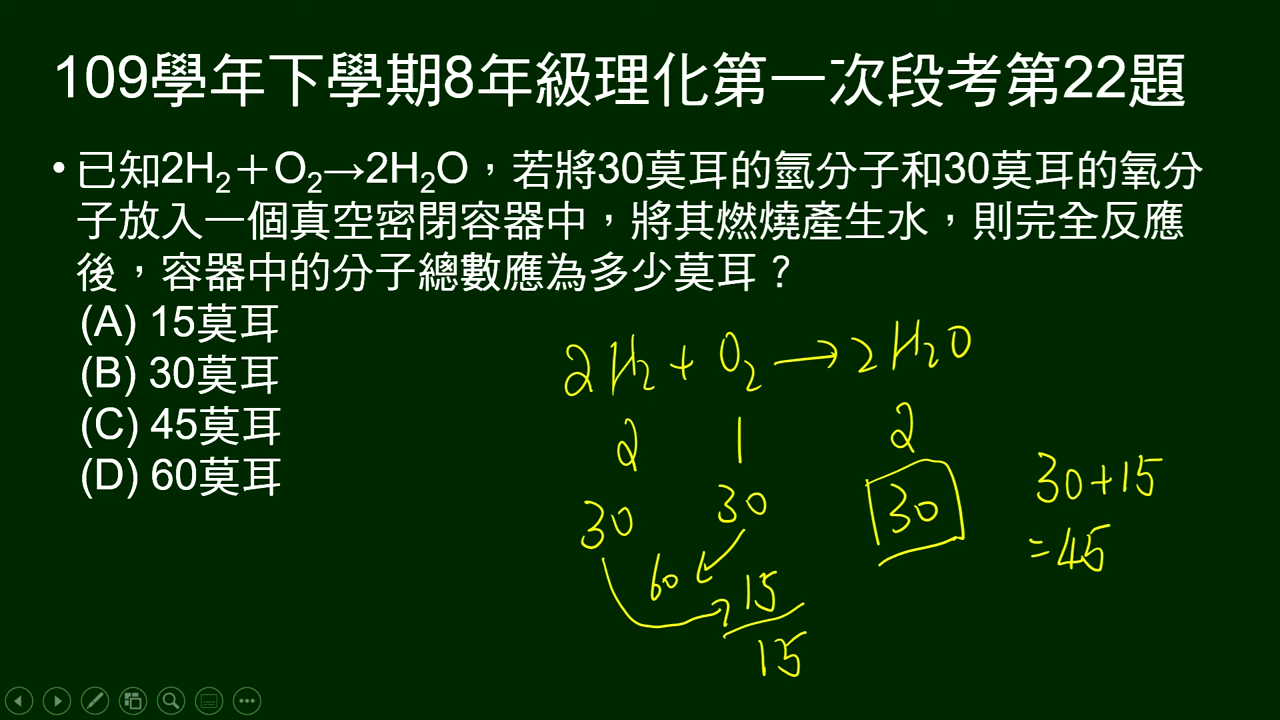 109學年下學期8年級理化第一次段考第22題
• 已知2H₂＋O₂→2H₂O，若將30莫耳的氫分子和30莫耳的氧分
子放入一個真空密閉容器中，將其燃燒產生水，則完全反應
後，容器中的分子總數應為多少莫耳？
(A) 15莫耳
(B) 30莫耳
(C) 45莫耳
(D) 60莫耳
2H₂ + O₂ → 2H₂O
2 1 2
30 30 30
60 15
15
30+15
=45